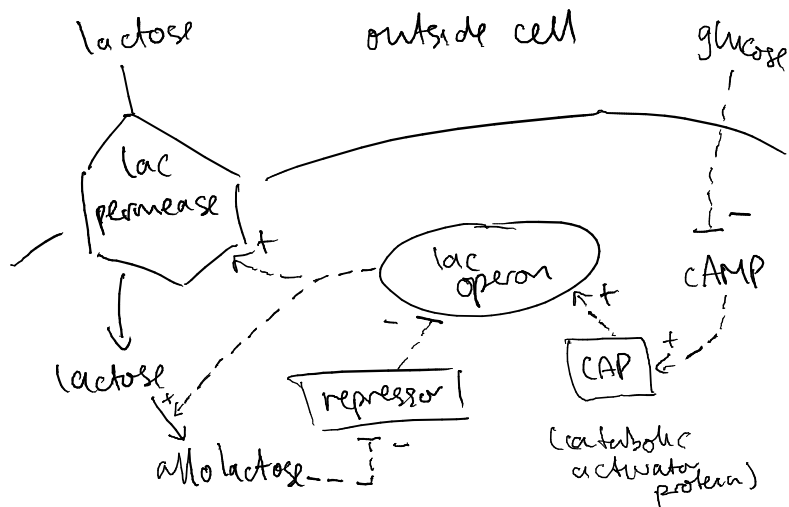 lactose
outside cell
glucose
lac
permease
+
lac
operon
-
cAMP
-
+
+
CAP
lactose
+
repressor
-
allolactose
(catabolic
activator
protein)